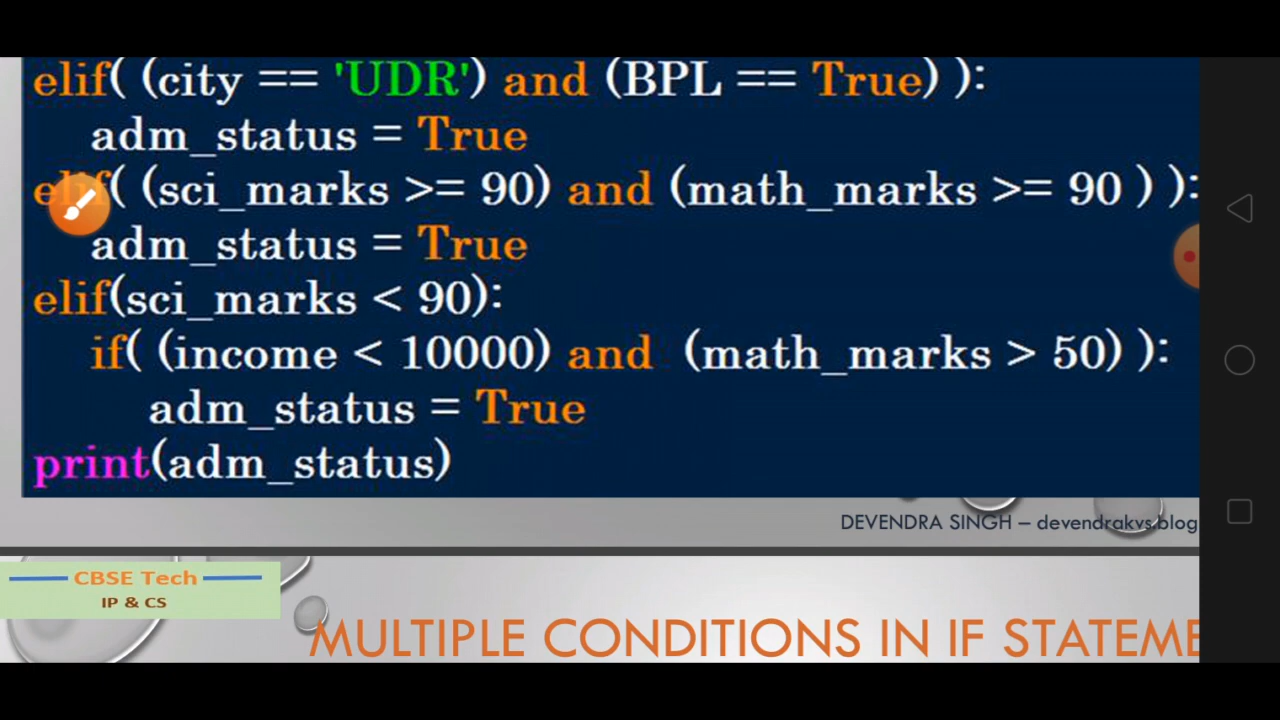 elif( (city == 'UDR') and (BPL == True) ):
adm_status = True
elif( (sci_marks >= 90) and (math_marks >= 90 ) ):
adm_status = True
elif(sci_marks < 90):
if( (income < 10000) and (math_marks > 50) ):
adm_status = True
print(adm_status)
DEVENDRA SINGH – devendrakvs.blog
CBSE Tech
IP & CS
MULTIPLE CONDITIONS IN IF STATEME